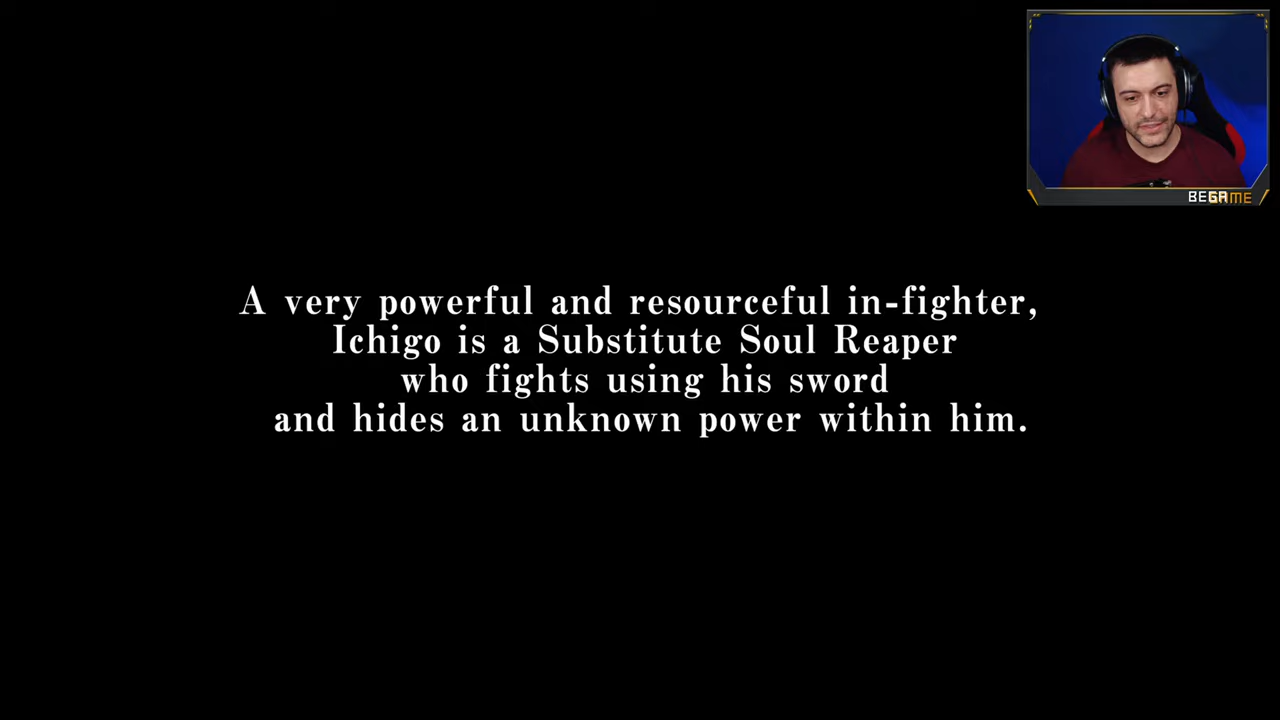 BEGAME
A very powerful and resourceful in-fighter,
Ichigo is a Substitute Soul Reaper
who fights using his sword
and hides an unknown power within him.